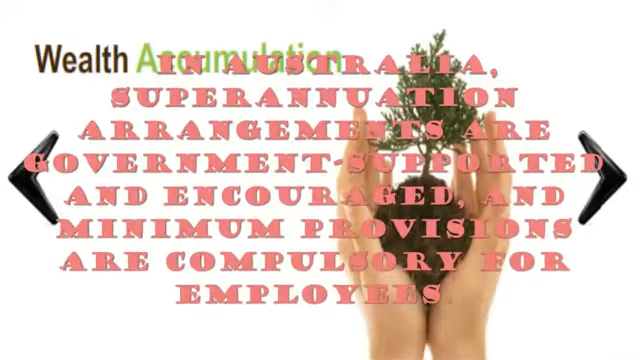 Wealth Accumulation
IN AUSTRALIA,
SUPERANNUATION
ARRANGEMENTS ARE
GOVERNMENT-SUPPORTED
AND ENCOURAGED, AND
MINIMUM PROVISIONS
ARE COMPULSORY FOR
EMPLOYEES.